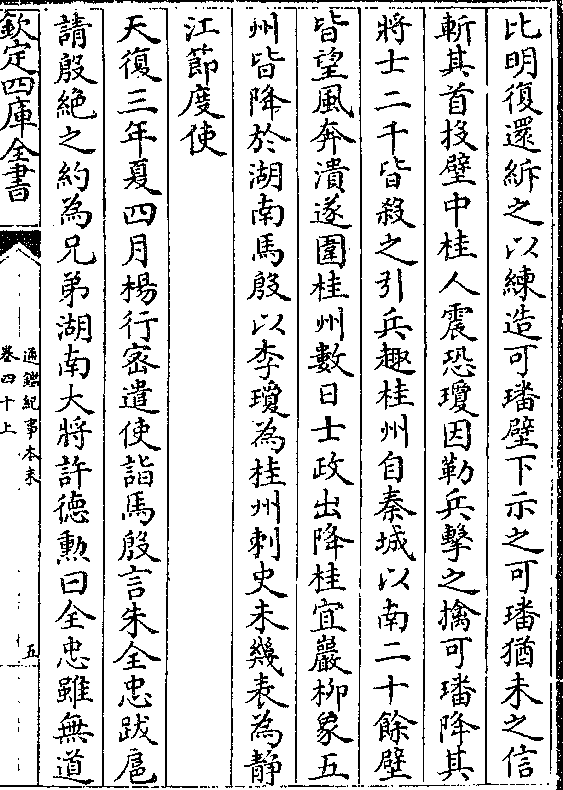 比明復還紤之以練造可璠壁下示之可璠猶未之信
斬其首投壁中桂人震恐瓊因勒兵擊之擒可璠降其
將士二千皆殺之引兵趣桂州自秦城以南二十餘壁
皆望風奔潰遂圍桂州數日士政出降桂宜巖柳象五
州皆降於湖南馬殷以李瓊為桂州刺史未幾表為静
江節度使
天復三年夏四月楊行宻遣使詣馬殷言朱全忠跋扈
請殷絶之約為兄弟湖南大將許德勲曰全忠雖無道
欽定四庫全書
通鑑紀事本末
卷四十上
五